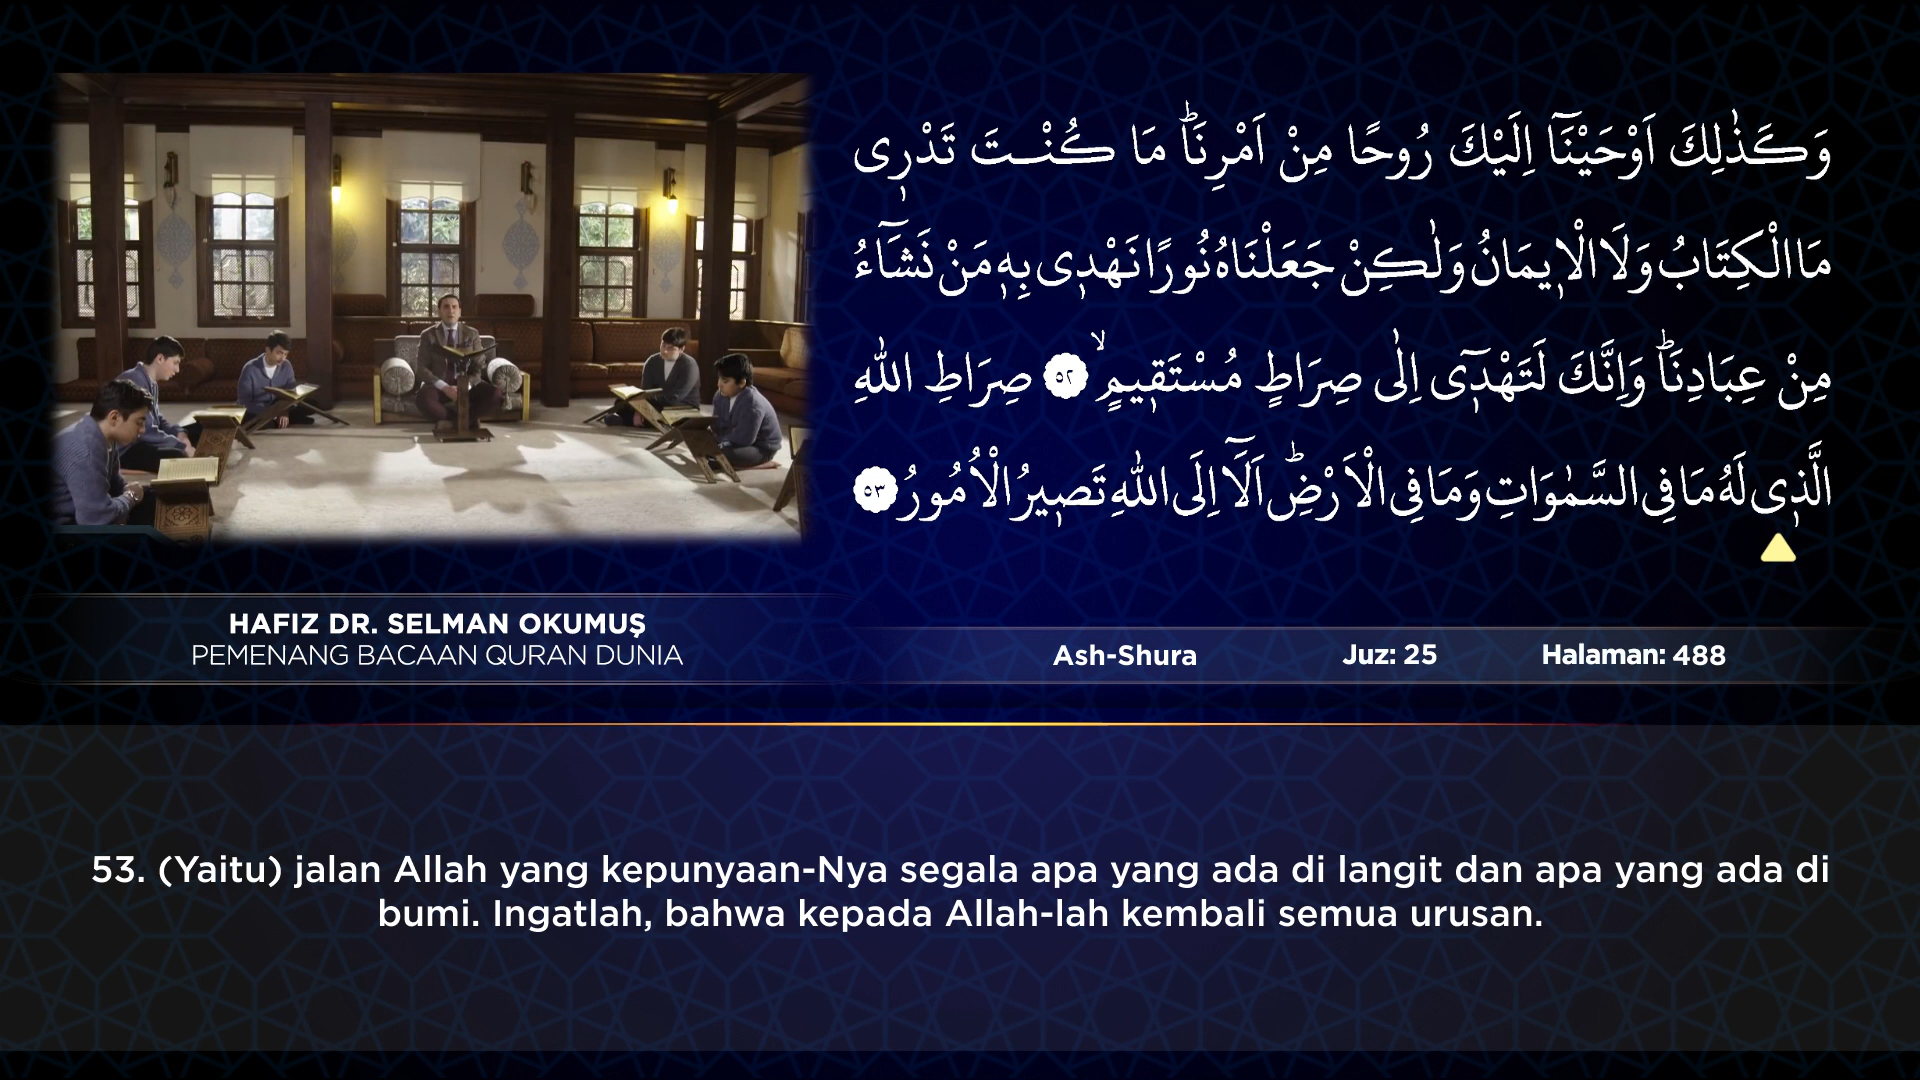 وَكَذٰلِكَ اَوْحَيْنَٓا اِلَيْكَ رُوحًا مِنْ اَمْرِنَاۜ مَا كُنْتَ تَدْر۪ى
مَا الْكِتَابُ وَلَا الْا۪يمَانُ وَلٰكِنْ جَعَلْنَاهُ نُورًا نَهْد۪ى بِه۪ مَنْ نَشَٓاءُ
مِنْ عِبَادِنَاۜ وَاِنَّكَ لَتَهْد۪ٓى اِلٰى صِرَاطٍ مُسْتَق۪يمٍۙ ٥٢ صِرَاطِ اللّٰهِ
الَّذ۪ى لَهُ مَا فِى السَّمٰوَاتِ وَمَا فِى الْاَرْضِۜ اَلَٓا اِلَى اللّٰهِ تَص۪يرُ الْاُمُورُ ٥٣
HAFIZ DR. SELMAN OKUMUŞ
PEMENANG BACAAN QURAN DUNIA
Ash-Shura Juz: 25 Halaman: 488
53. (Yaitu) jalan Allah yang kepunyaan-Nya segala apa yang ada di langit dan apa yang ada di
bumi. Ingatlah, bahwa kepada Allah-lah kembali semua urusan.